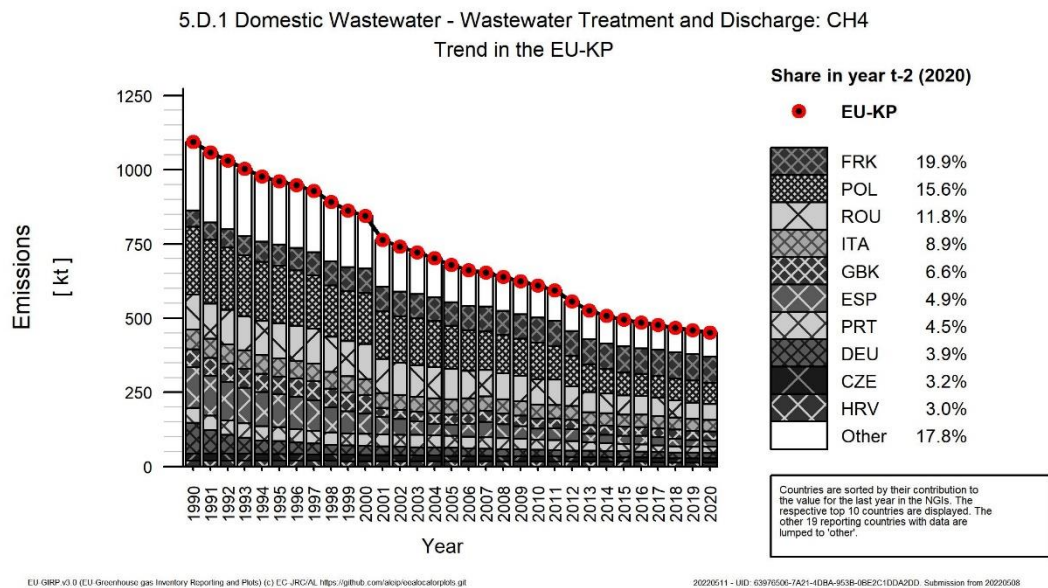 5.D.1 Domestic Wastewater - Wastewater Treatment and Discharge: CH4
Trend in the EU-KP
Share in year t-2 (2020)
EU-KP
FRK 19.9%
POL 15.6%
ROU 11.8%
ITA 8.9%
GBK 6.6%
ESP 4.9%
PRT 4.5%
DEU 3.9%
CZE 3.2%
HRV 3.0%
Other 17.8%
Emissions
[ kt ]
1250
1000
750
500
250
0
1990 1991 1992 1993 1994 1995 1996 1997 1998 1999 2000 2001 2002 2003 2004 2005 2006 2007 2008 2009 2010 2011 2012 2013 2014 2015 2016 2017 2018 2019 2020
Year
Countries are sorted by their contribution to
the value for the last year in the NGIs. The
respective top 10 countries are displayed. The
other 19 reporting countries with data are
lumped to 'other'.
EU-GIRP v3.0 (EU-Greenhouse gas Inventory Reporting and Plots) (c) EC-JRC/AL
20220511 - UID: 63976506-7A21-4DBA-953B-0BE2C1DDA2DD. Submission from 20220508